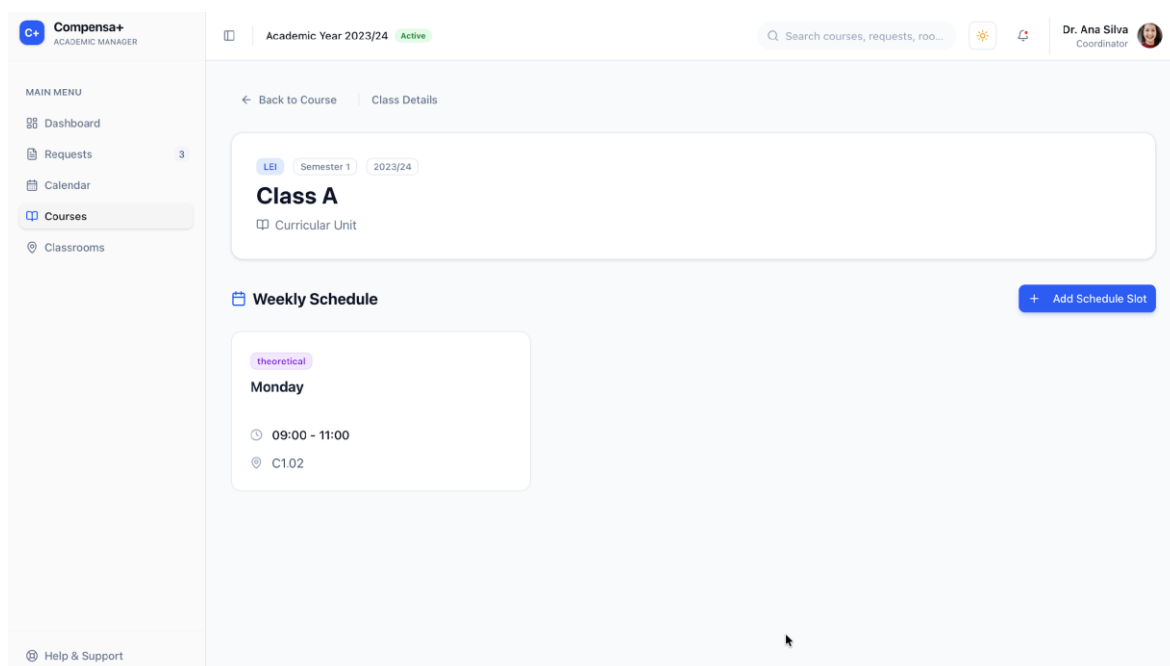 C+
Compensa+
ACADEMIC MANAGER
Academic Year 2023/24 Active
Search courses, requests, roo...
Dr. Ana Silva
Coordinator
MAIN MENU
Dashboard
Requests 3
Calendar
Courses
Classrooms
Help & Support
Back to Course Class Details
LEI Semester 1 2023/24
Class A
Curricular Unit
Weekly Schedule
+ Add Schedule Slot
theoretical
Monday
09:00 - 11:00
C1.02